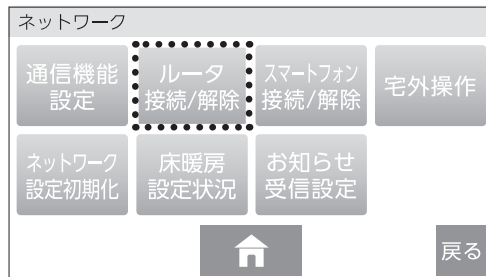 ネットワーク
通信機能
設定
ルータ
接続/解除
スマートフォン
接続/解除
宅外操作
ネットワーク
設定初期化
床暖房
設定状況
お知らせ
受信設定
戻る